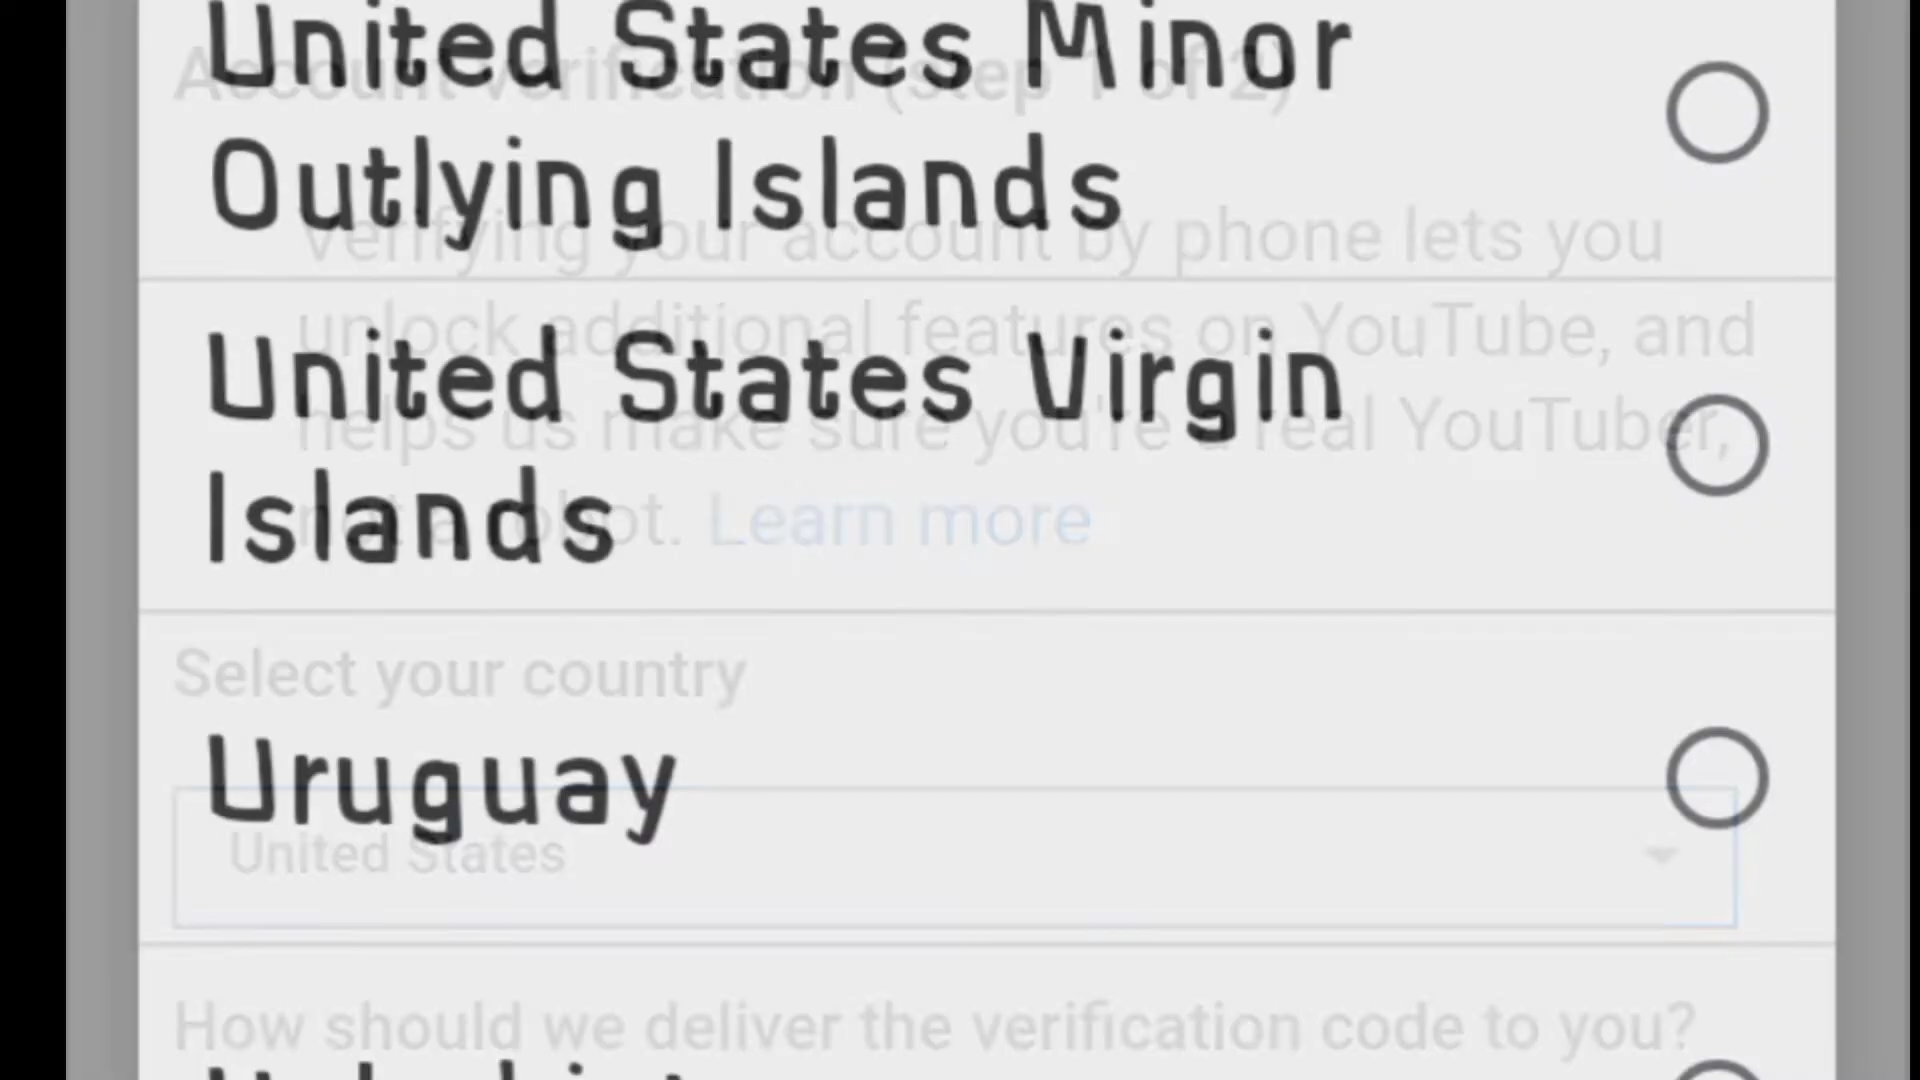 United States Minor
Outlying Islands
United States Virgin
Islands
Uruguay
Account verification (step 1 of 2)
Verifying your account by phone lets you
unlock additional features on YouTube, and
helps us make sure you're a real YouTuber,
not a robot. Learn more
Select your country
United States
How should we deliver the verification code to you?